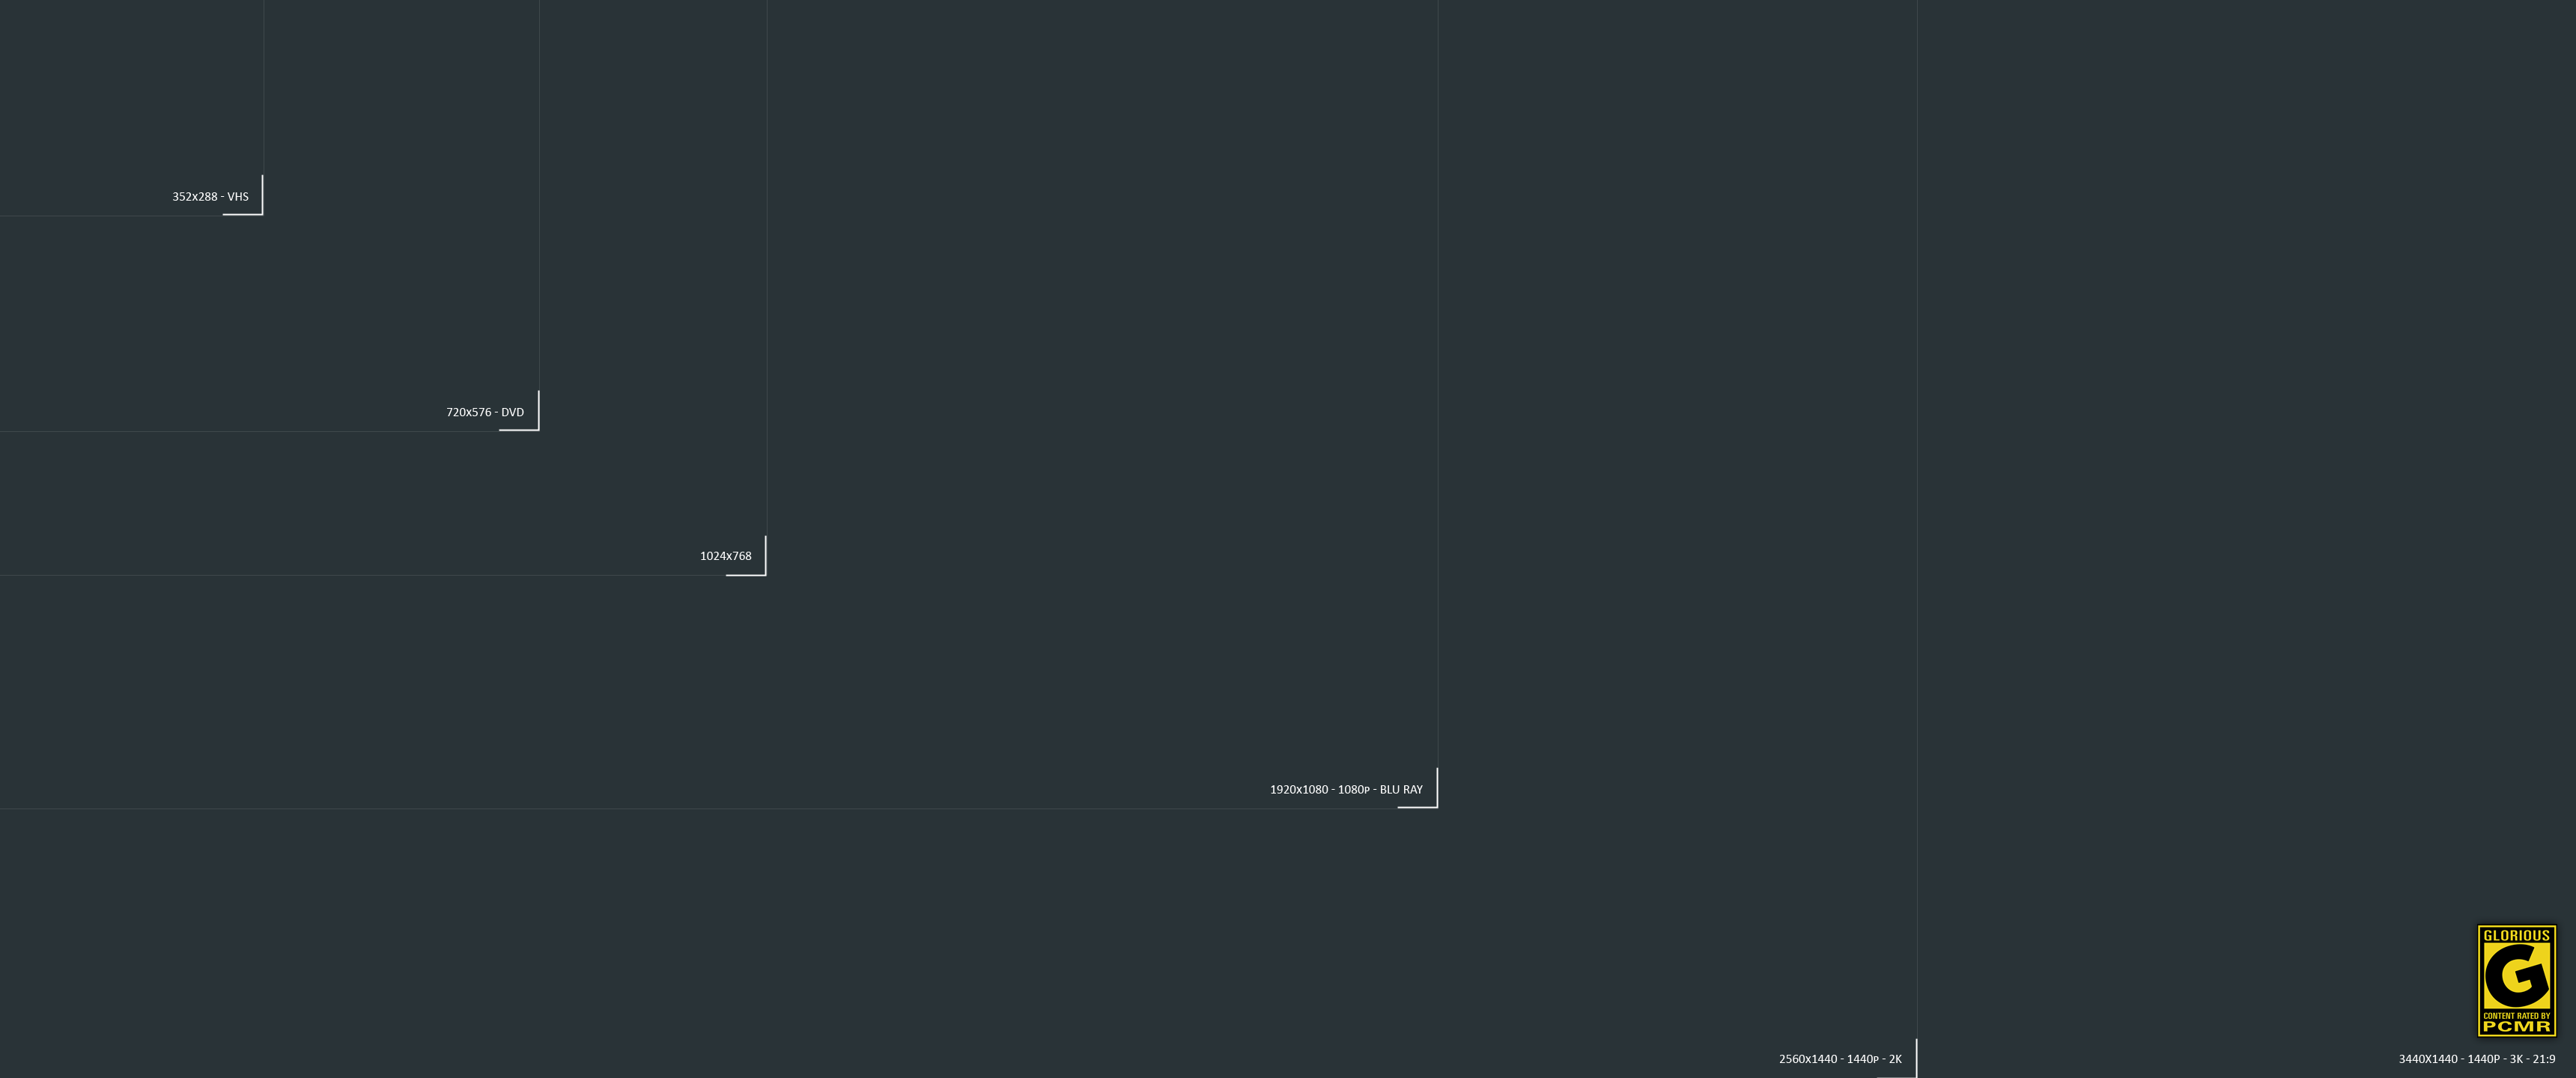 352x288 - VHS
720x576 - DVD
1024x768
1920x1080 - 1080P - BLU RAY
GLORIOUS
G
CONTENT RATED BY
PCMR
2560x1440 - 1440P - 2K
3440X1440 - 1440P - 3K - 21:9